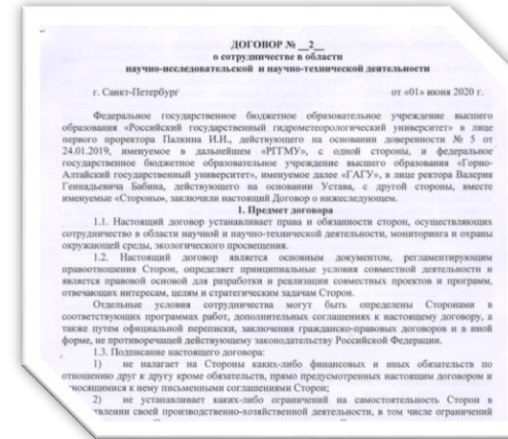 ДОГОВОР № __2__
о сотрудничестве в области
научно-исследовательской и научно-технической деятельности
г. Санкт-Петербург от «01» июня 2020 г.
Федеральное государственное бюджетное образовательное учреждение высшего
образования «Российский государственный гидрометеорологический университет» в лице
первого проректора Палкина И.И., действующего на основании доверенности № 5 от
24.01.2019, именуемое в дальнейшем «РГГМУ», с одной стороны, и федеральное
государственное бюджетное образовательное учреждение высшего образования «Горно-
Алтайский государственный университет», именуемое далее «ГАГУ», в лице ректора Валерия
Геннадьевича Бабина, действующего на основании Устава, с другой стороны, вместе
именуемые «Стороны», заключили настоящий Договор о нижеследующем.
1. Предмет договора
1.1. Настоящий договор устанавливает права и обязанности сторон, осуществляющих
сотрудничество в области научной и научно-технической деятельности, мониторинга и охраны
окружающей среды, экологического просвещения.
1.2. Настоящий договор является основным документом, регламентирующим
правоотношения Сторон, определяет принципиальные условия совместной деятельности и
является правовой основой для разработки и реализации совместных проектов и программ,
отвечающих интересам, целям и стратегическим задачам Сторон.
Отдельные условия сотрудничества могут быть определены Сторонами в
соответствующих программах работ, дополнительных соглашениях к настоящему договору, а
также путем официальной переписки, заключения гражданско-правовых договоров и в иной
форме, не противоречащей действующему законодательству Российской Федерации.
1.3. Подписание настоящего договора:
1) не налагает на Стороны каких-либо финансовых и иных обязательств по
отношению друг к другу кроме обязательств, прямо предусмотренных настоящим договором и
относящимися к нему письменными соглашениями Сторон;
2) не устанавливает каких-либо ограничений на самостоятельность Сторон в
своей производственно-хозяйственной деятельности, в том числе ограничений